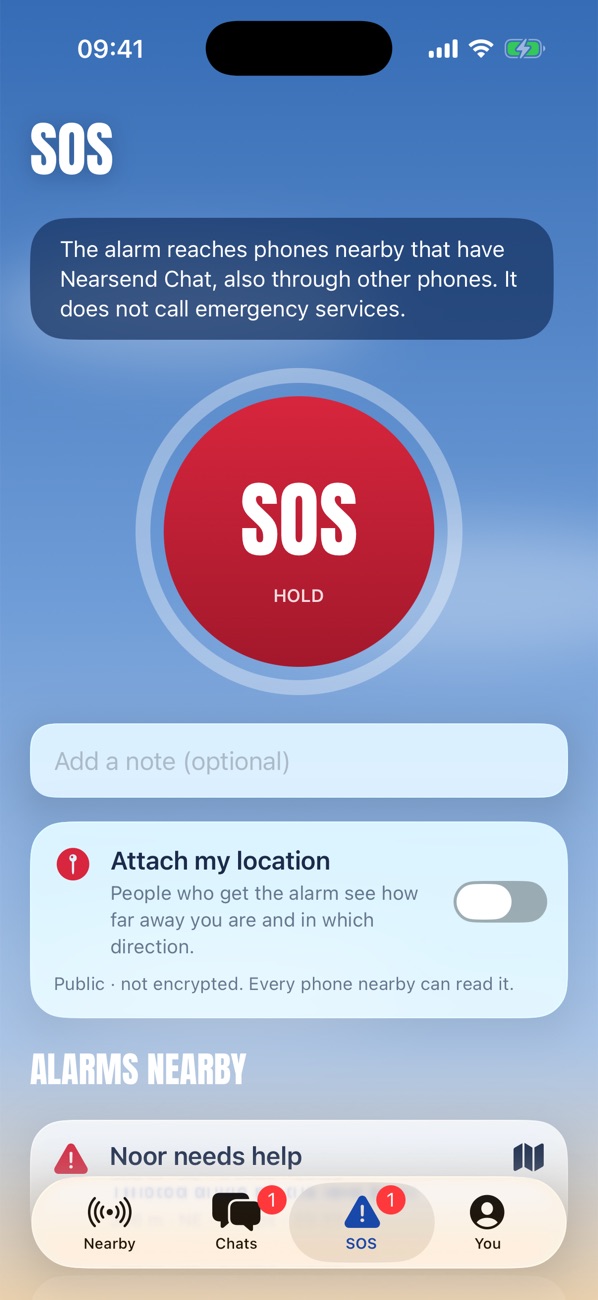 09:41
SOS
The alarm reaches phones nearby that have
Nearsend Chat, also through other phones. It
does not call emergency services.
SOS
HOLD
Add a note (optional)
Attach my location
People who get the alarm see how
far away you are and in which
direction.
Public · not encrypted. Every phone nearby can read it.
ALARMS NEARBY
Noor needs help
1
1
Nearby
Chats
SOS
You